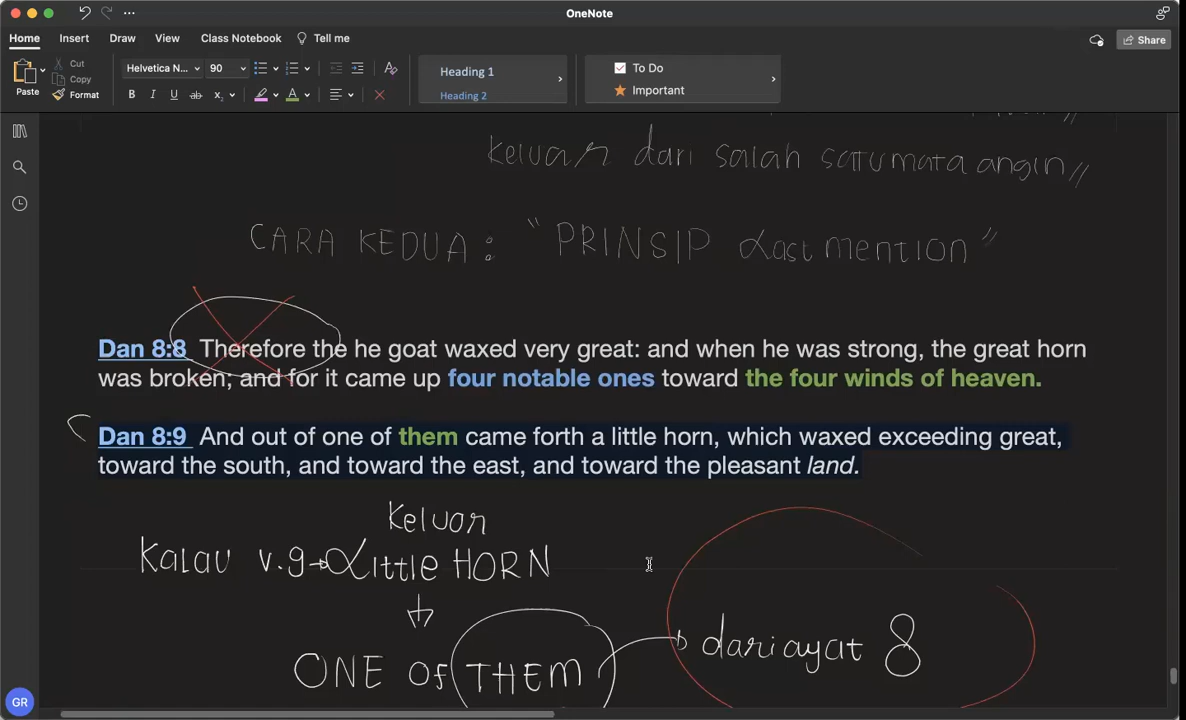 OneNote
Home Insert Draw View Class Notebook Tell me Share
Paste Cut Copy Format Helvetica N... 90 B I U ab x Heading 1 Heading 2 To Do Important
keluar dari salah satu mata angin //
CARA KEDUA : "PRINSIP Last mention"
Dan 8:8 Therefore the he goat waxed very great: and when he was strong, the great horn
was broken; and for it came up four notable ones toward the four winds of heaven.
Dan 8:9 And out of one of them came forth a little horn, which waxed exceeding great,
toward the south, and toward the east, and toward the pleasant land.
Keluar
Kalau v.9 → Little HORN
ONE OF THEM → dari ayat 8
GR